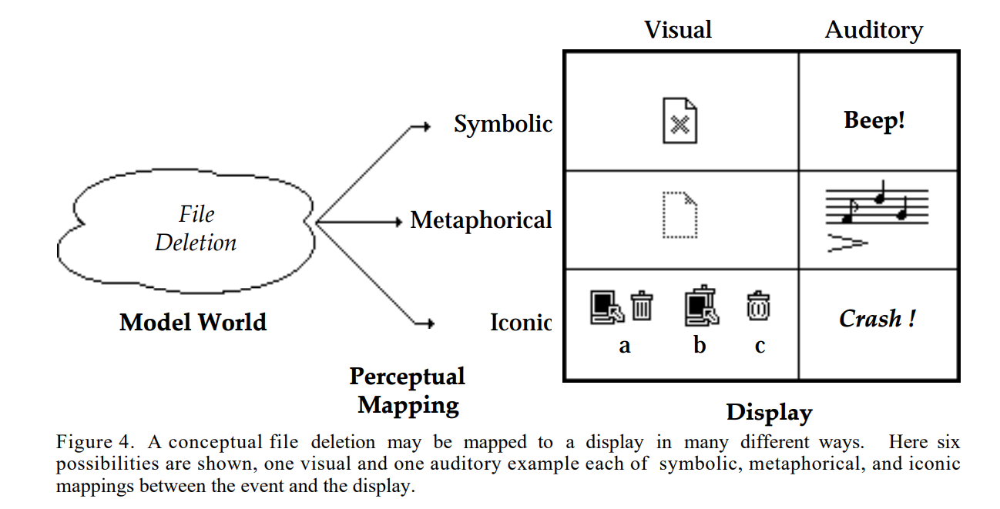 Visual Auditory
Symbolic
Beep!
File
Deletion
Metaphorical
Model World
Iconic
a b c
Crash !
Perceptual
Mapping
Display
Figure 4. A conceptual file deletion may be mapped to a display in many different ways. Here six
possibilities are shown, one visual and one auditory example each of symbolic, metaphorical, and iconic
mappings between the event and the display.